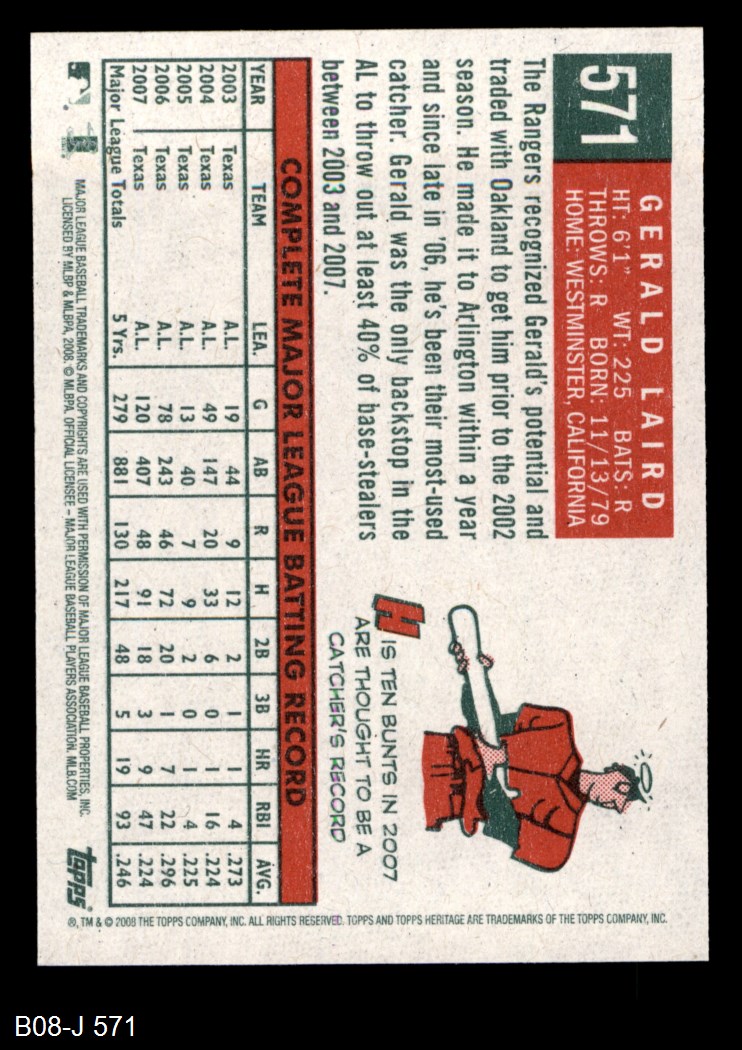 571
GERALD LAIRD
HT: 6'1" WT: 225 BATS: R
THROWS: R BORN: 11/13/79
HOME: WESTMINSTER, CALIFORNIA
The Rangers recognized Gerald's potential and
traded with Oakland to get him prior to the 2002
season. He made it to Arlington within a year
and since late in '06, he's been their most-used
catcher. Gerald was the only backstop in the
AL to throw out at least 40% of base-stealers
between 2003 and 2007.
HIS TEN BUNTS IN 2007
ARE THOUGHT TO BE A
CATCHER'S RECORD
COMPLETE MAJOR LEAGUE BATTING RECORD
YEAR TEAM LEA. G AB R H 2B 3B HR RBI AVG.
2003 Texas A.L. 19 44 9 12 2 1 1 4 .273
2004 Texas A.L. 49 147 20 33 6 0 1 16 .224
2005 Texas A.L. 13 40 7 9 2 0 1 4 .225
2006 Texas A.L. 78 243 46 72 20 1 7 22 .296
2007 Texas A.L. 120 407 48 91 18 3 9 47 .224
Major League Totals 5 Yrs. 279 881 130 217 48 5 19 93 .246
MAJOR LEAGUE BASEBALL TRADEMARKS AND COPYRIGHTS ARE USED WITH PERMISSION OF MAJOR LEAGUE BASEBALL PROPERTIES, INC.
LICENSED BY MLBP & MLBPA, 2008. © MLBPA. OFFICIAL LICENSEE – MAJOR LEAGUE BASEBALL PLAYERS ASSOCIATION. MLB.COM
topps®
®, TM & © 2008 THE TOPPS COMPANY, INC. ALL RIGHTS RESERVED. TOPPS AND TOPPS HERITAGE ARE TRADEMARKS OF THE TOPPS COMPANY, INC.
B08-J 571